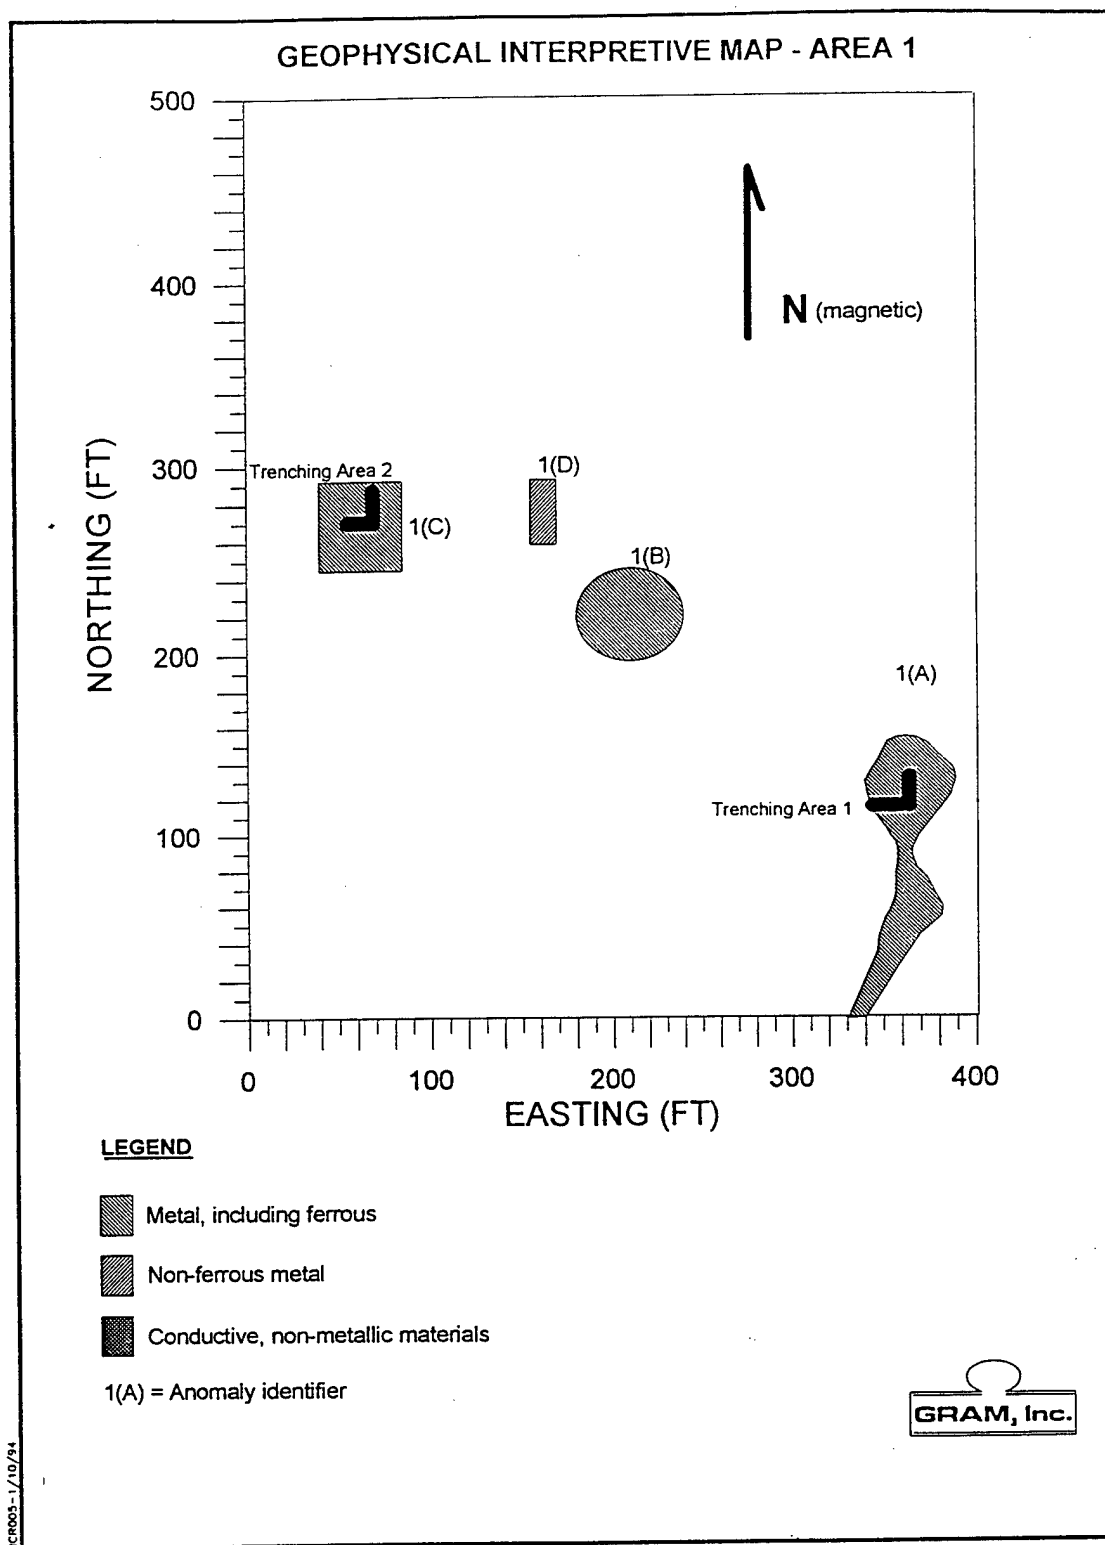 GEOPHYSICAL INTERPRETIVE MAP - AREA 1
500
400
300
200
100
0
NORTHING (FT)
N (magnetic)
Trenching Area 2
1(C)
1(D)
1(B)
1(A)
Trenching Area 1
0 100 200 300 400
EASTING (FT)
LEGEND
Metal, including ferrous
Non-ferrous metal
Conductive, non-metallic materials
1(A) = Anomaly identifier
GRAM, Inc.
CR005-1/10/94